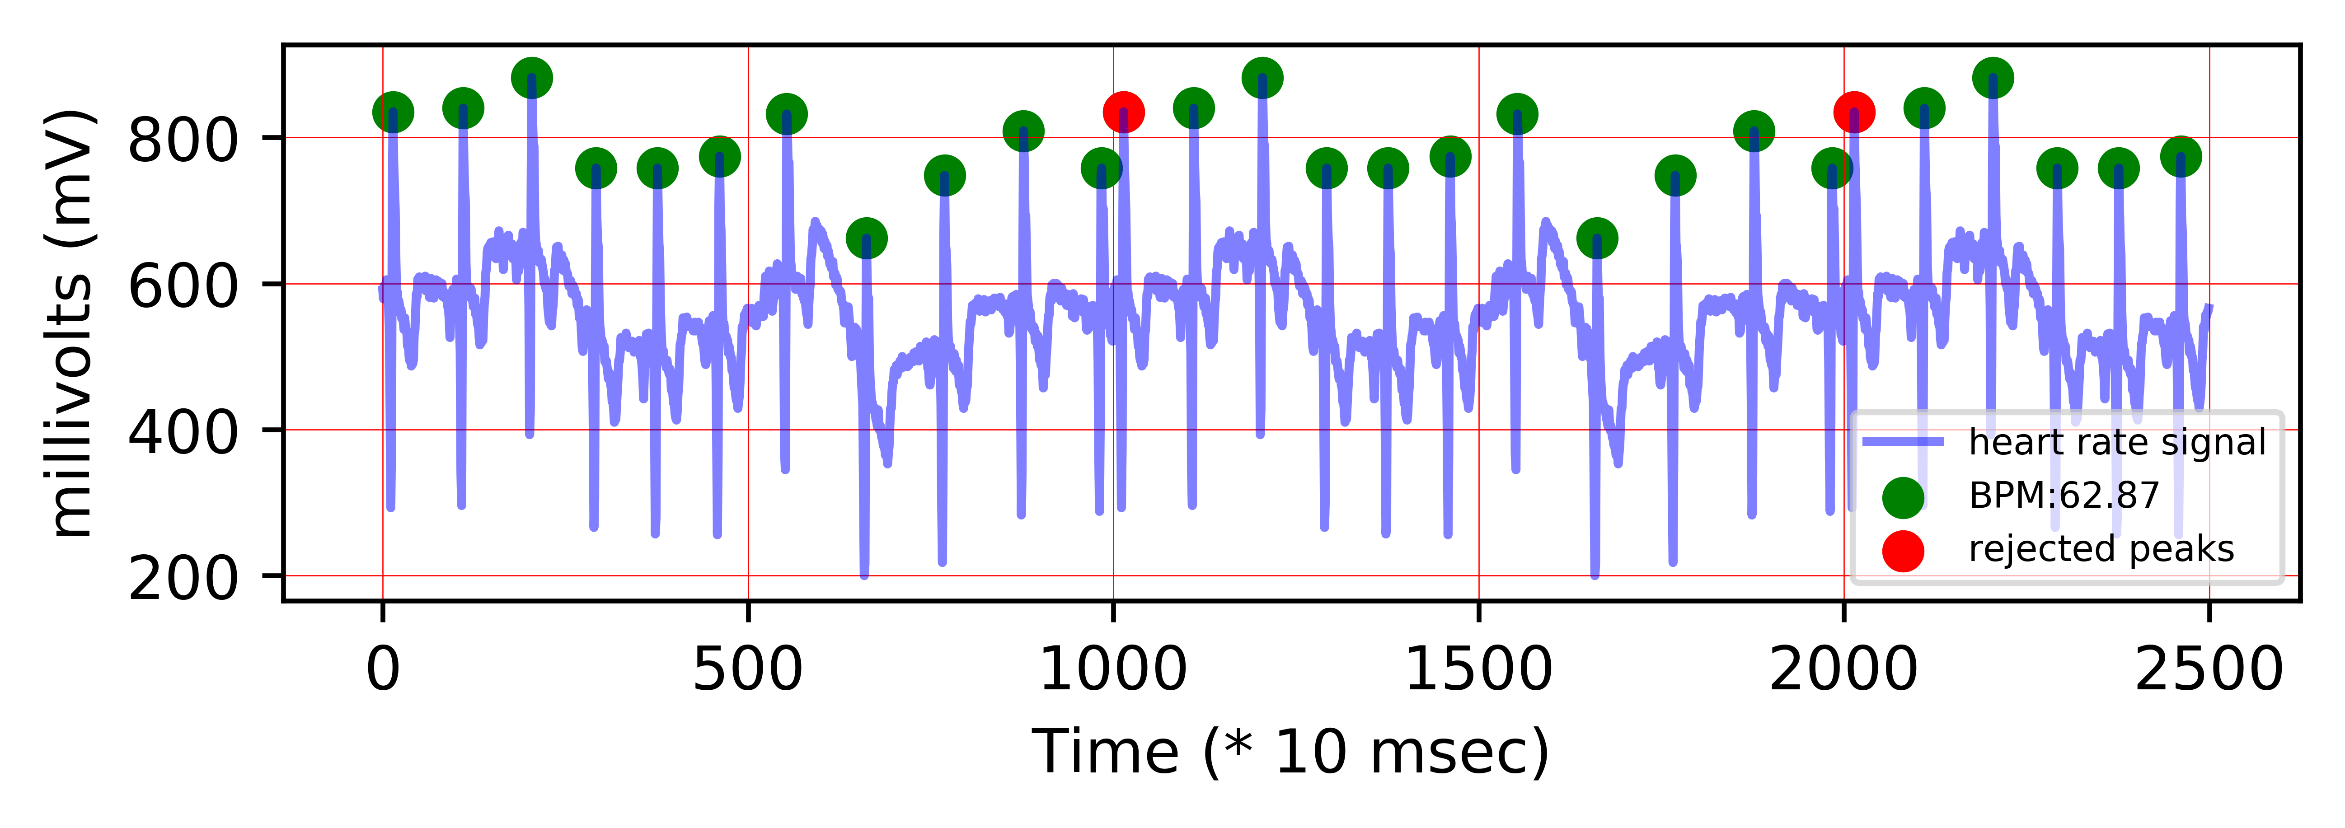 millivolts (mV)
800
600
400
200
heart rate signal
BPM:62.87
rejected peaks
0 500 1000 1500 2000 2500
Time (* 10 msec)